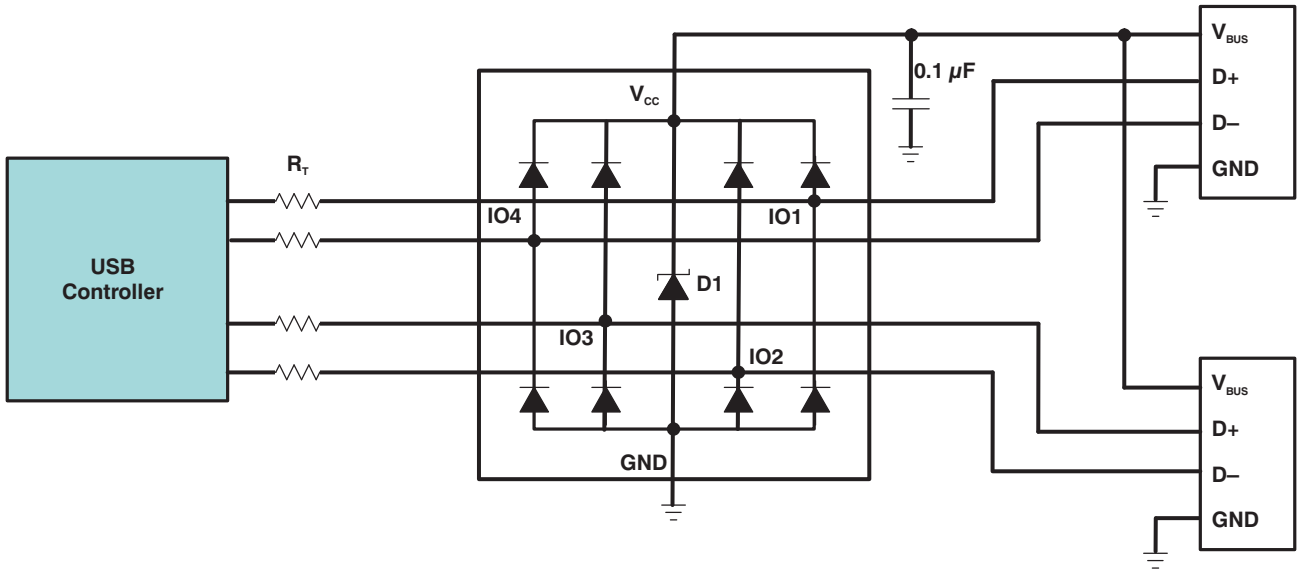 V_BUS
0.1 µF
D+
V_CC
D–
R_T
GND
IO4
IO1
USB
Controller
D1
IO3
IO2
V_BUS
D+
GND
D–
GND